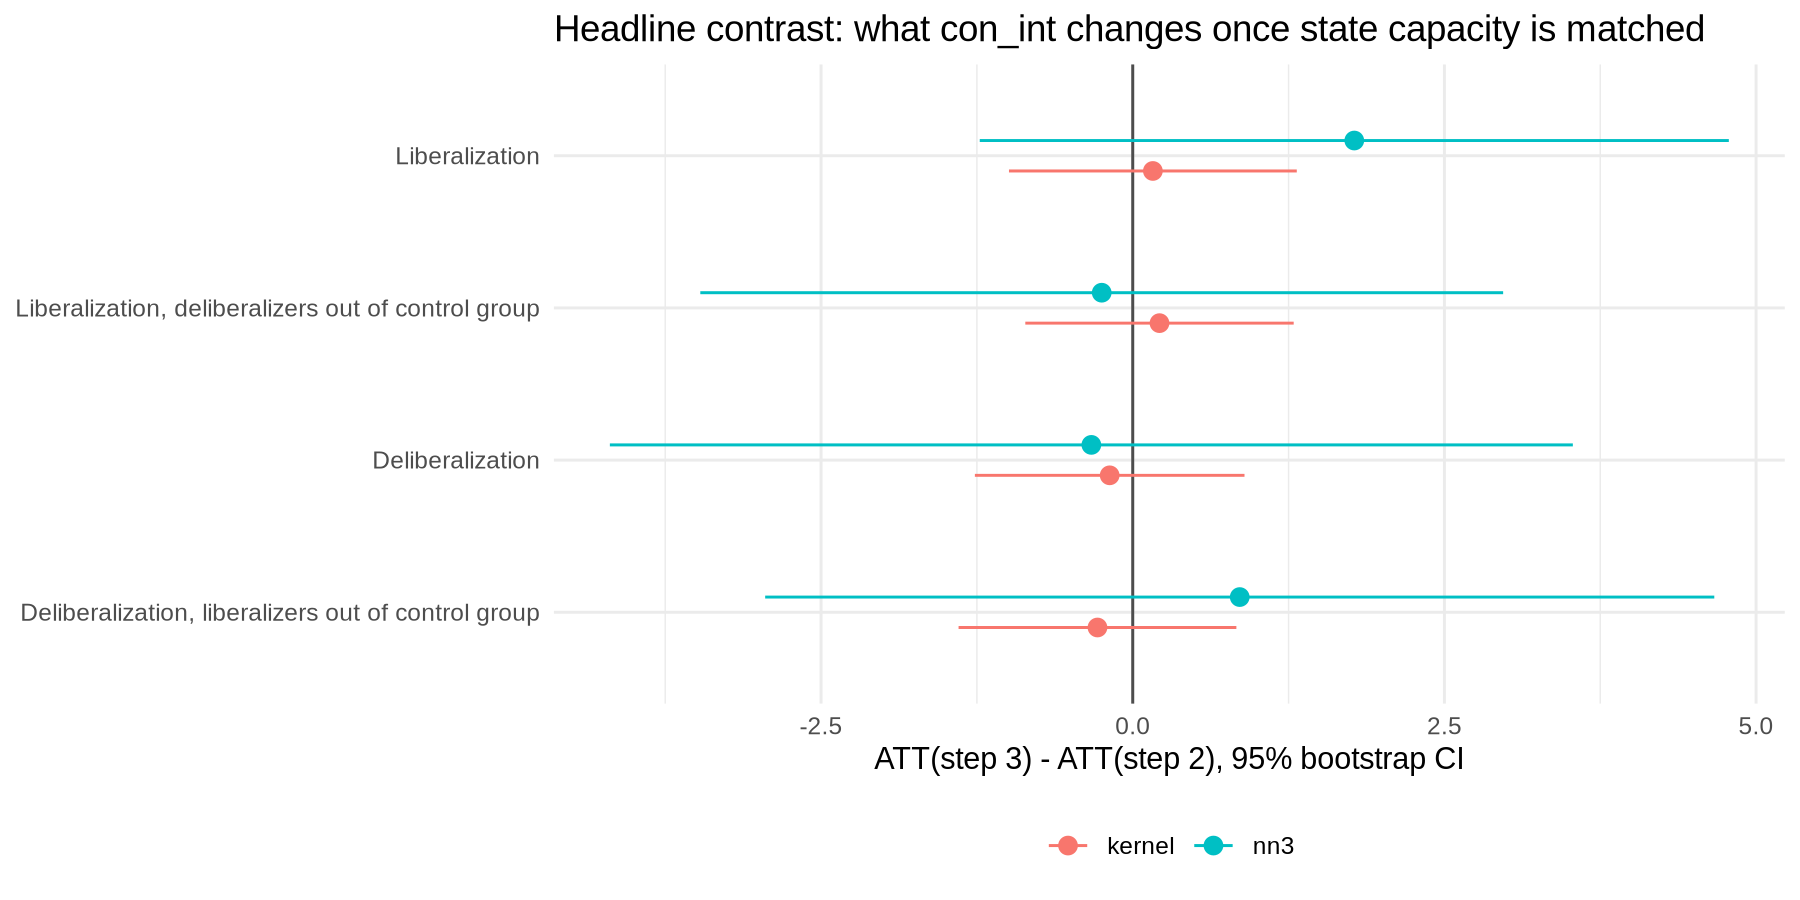 Headline contrast: what con_int changes once state capacity is matched
Liberalization
Liberalization, deliberalizers out of control group
Deliberalization
Deliberalization, liberalizers out of control group
-2.5 0.0 2.5 5.0
ATT(step 3) - ATT(step 2), 95% bootstrap CI
kernel nn3